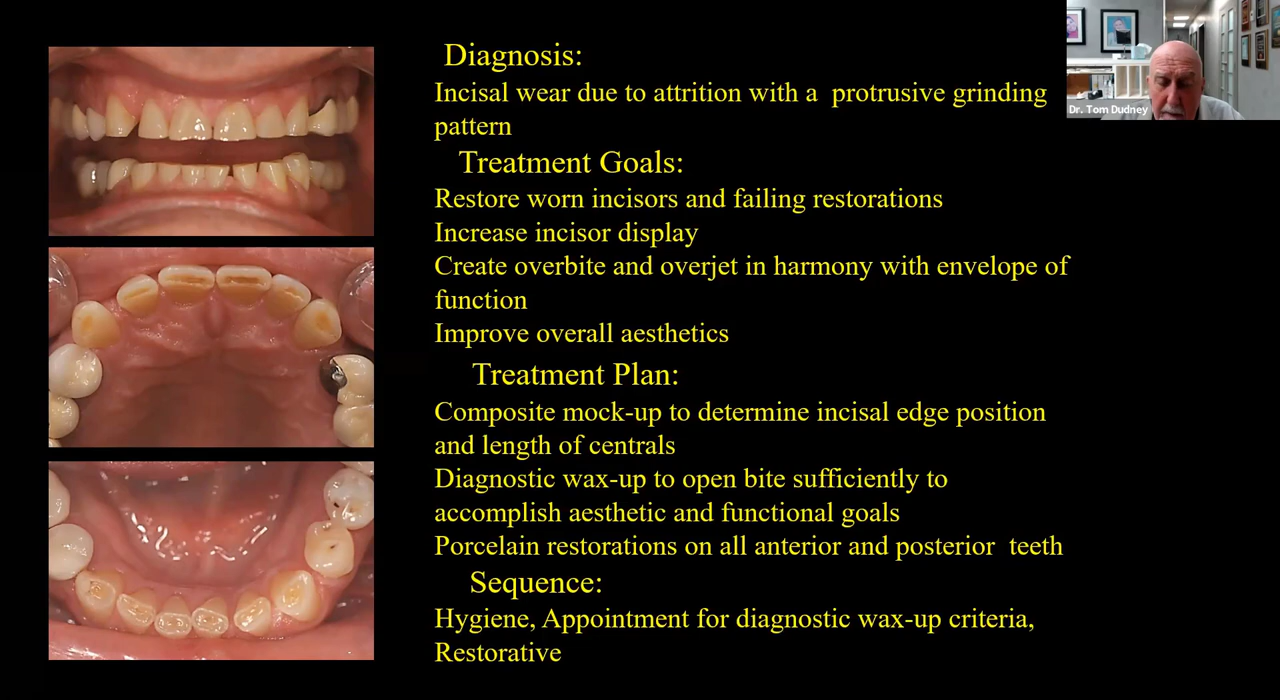 Diagnosis:
Incisal wear due to attrition with a  protrusive grinding
pattern
Treatment Goals:
Restore worn incisors and failing restorations
Increase incisor display
Create overbite and overjet in harmony with envelope of
function
Improve overall aesthetics
Treatment Plan:
Composite mock-up to determine incisal edge position
and length of centrals
Diagnostic wax-up to open bite sufficiently to
accomplish aesthetic and functional goals
Porcelain restorations on all anterior and posterior  teeth
Sequence:
Hygiene, Appointment for diagnostic wax-up criteria,
Restorative
Dr. Tom Dudney